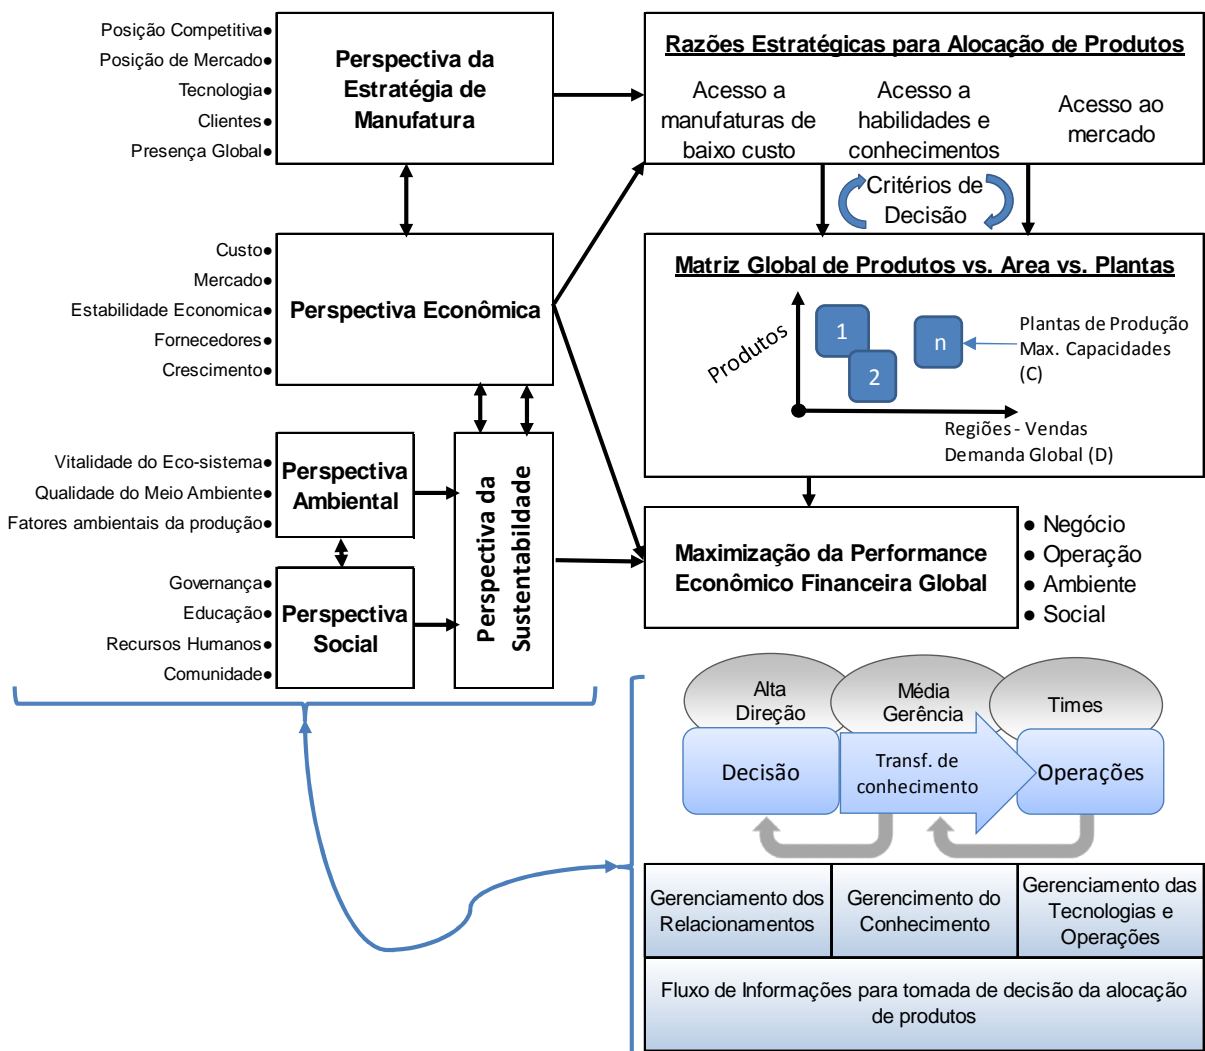 Posição Competitiva●
Posição de Mercado●
Tecnologia●
Clientes●
Presença Global●
Perspectiva da
Estratégia de
Manufatura
Razões Estratégicas para Alocação de Produtos
Acesso a
manufaturas de
baixo custo
Acesso a
habilidades e
conhecimentos
Acesso ao
mercado
Critérios de
Decisão
Custo●
Mercado●
Estabilidade Economica●
Fornecedores●
Crescimento●
Perspectiva Econômica
Matriz Global de Produtos vs. Area vs. Plantas
Produtos
1
2
n
Plantas de Produção
Max. Capacidades
(C)
Regiões - Vendas
Demanda Global (D)
Vitalidade do Eco-sistema●
Qualidade do Meio Ambiente●
Fatores ambientais da produção●
Perspectiva
Ambiental
Governança●
Educação●
Recursos Humanos●
Comunidade●
Perspectiva
Social
Perspectiva da
Sustentabildade
Maximização da Performance
Econômico Financeira Global
● Negócio
● Operação
● Ambiente
● Social
Alta
Direção
Média
Gerência
Times
Decisão
Transf. de
conhecimento
Operações
Gerenciamento dos
Relacionamentos
Gerencimento do
Conhecimento
Gerenciamento das
Tecnologias e
Operações
Fluxo de Informações para tomada de decisão da alocação
de produtos